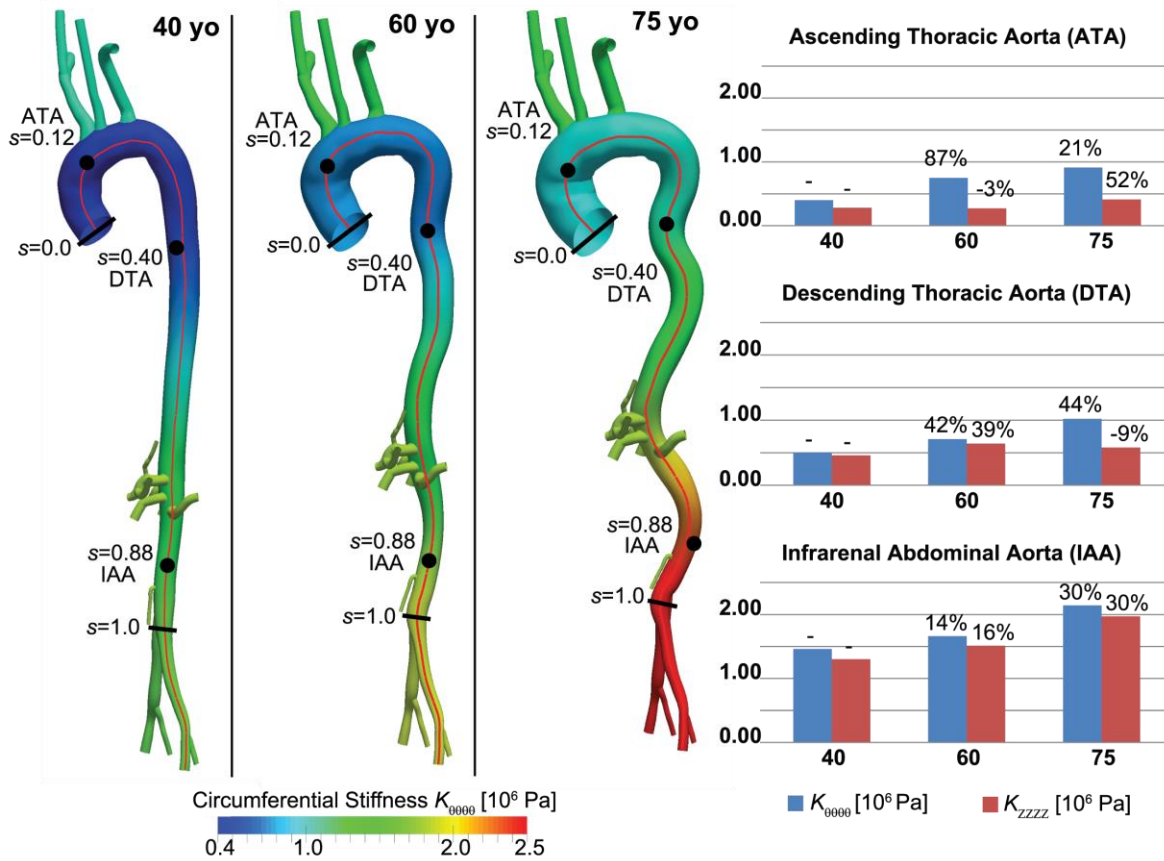 40 yo
ATA
s=0.12
s=0.0
s=0.40
DTA
s=0.88
IAA
s=1.0
60 yo
ATA
s=0.12
s=0.0
s=0.40
DTA
s=0.88
IAA
s=1.0
75 yo
ATA
s=0.12
s=0.0
s=0.40
DTA
s=0.88
IAA
s=1.0
Circumferential Stiffness Kθθθθ [10⁶ Pa]
0.4 1.0 2.0 2.5
Ascending Thoracic Aorta (ATA)
2.00
1.00
0.00
- - 87% -3% 21% 52%
40 60 75
Descending Thoracic Aorta (DTA)
2.00
1.00
0.00
- - 42% 39% 44% -9%
40 60 75
Infrarenal Abdominal Aorta (IAA)
2.00
1.00
0.00
- - 14% 16% 30% 30%
40 60 75
Kθθθθ [10⁶ Pa] KZZZZ [10⁶ Pa]